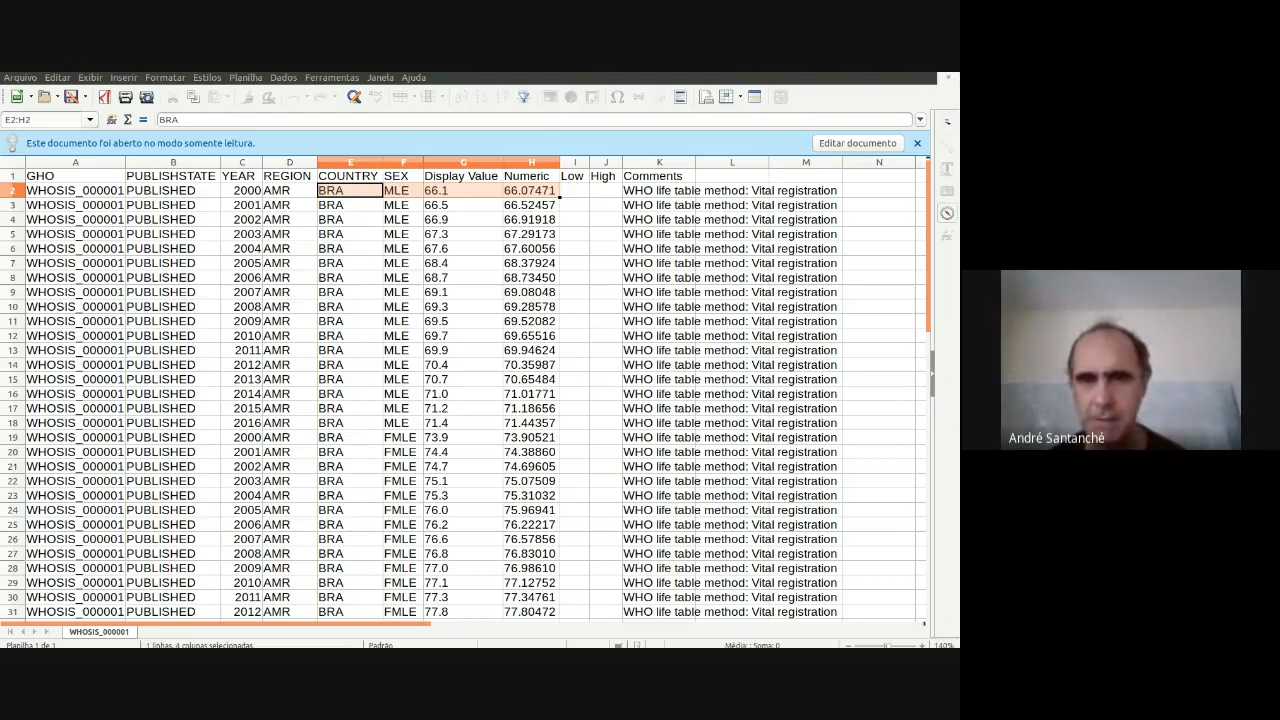 Arquivo Editar Exibir Inserir Formatar Estilos Planilha Dados Ferramentas Janela Ajuda
E2:H2 BRA
Este documento foi aberto no modo somente leitura. Editar documento
A B C D E F G H I J K L M N
1 GHO PUBLISHSTATE YEAR REGION COUNTRY SEX Display Value Numeric Low High Comments
2 WHOSIS_000001 PUBLISHED 2000 AMR BRA MLE 66.1 66.07471 WHO life table method: Vital registration
3 WHOSIS_000001 PUBLISHED 2001 AMR BRA MLE 66.5 66.52457 WHO life table method: Vital registration
4 WHOSIS_000001 PUBLISHED 2002 AMR BRA MLE 66.9 66.91918 WHO life table method: Vital registration
5 WHOSIS_000001 PUBLISHED 2003 AMR BRA MLE 67.3 67.29173 WHO life table method: Vital registration
6 WHOSIS_000001 PUBLISHED 2004 AMR BRA MLE 67.6 67.60056 WHO life table method: Vital registration
7 WHOSIS_000001 PUBLISHED 2005 AMR BRA MLE 68.4 68.37924 WHO life table method: Vital registration
8 WHOSIS_000001 PUBLISHED 2006 AMR BRA MLE 68.7 68.73450 WHO life table method: Vital registration
9 WHOSIS_000001 PUBLISHED 2007 AMR BRA MLE 69.1 69.08048 WHO life table method: Vital registration
10 WHOSIS_000001 PUBLISHED 2008 AMR BRA MLE 69.3 69.28578 WHO life table method: Vital registration
11 WHOSIS_000001 PUBLISHED 2009 AMR BRA MLE 69.5 69.52082 WHO life table method: Vital registration
12 WHOSIS_000001 PUBLISHED 2010 AMR BRA MLE 69.7 69.65516 WHO life table method: Vital registration
13 WHOSIS_000001 PUBLISHED 2011 AMR BRA MLE 69.9 69.94624 WHO life table method: Vital registration
14 WHOSIS_000001 PUBLISHED 2012 AMR BRA MLE 70.4 70.35987 WHO life table method: Vital registration
15 WHOSIS_000001 PUBLISHED 2013 AMR BRA MLE 70.7 70.65484 WHO life table method: Vital registration
16 WHOSIS_000001 PUBLISHED 2014 AMR BRA MLE 71.0 71.01771 WHO life table method: Vital registration
17 WHOSIS_000001 PUBLISHED 2015 AMR BRA MLE 71.2 71.18656 WHO life table method: Vital registration
18 WHOSIS_000001 PUBLISHED 2016 AMR BRA MLE 71.4 71.44357 WHO life table method: Vital registration
19 WHOSIS_000001 PUBLISHED 2000 AMR BRA FMLE 73.9 73.90521 WHO life table method: Vital registration
20 WHOSIS_000001 PUBLISHED 2001 AMR BRA FMLE 74.4 74.38860 WHO life table method: Vital registration
21 WHOSIS_000001 PUBLISHED 2002 AMR BRA FMLE 74.7 74.69605 WHO life table method: Vital registration
22 WHOSIS_000001 PUBLISHED 2003 AMR BRA FMLE 75.1 75.07509 WHO life table method: Vital registration
23 WHOSIS_000001 PUBLISHED 2004 AMR BRA FMLE 75.3 75.31032 WHO life table method: Vital registration
24 WHOSIS_000001 PUBLISHED 2005 AMR BRA FMLE 76.0 75.96941 WHO life table method: Vital registration
25 WHOSIS_000001 PUBLISHED 2006 AMR BRA FMLE 76.2 76.22217 WHO life table method: Vital registration
26 WHOSIS_000001 PUBLISHED 2007 AMR BRA FMLE 76.6 76.57856 WHO life table method: Vital registration
27 WHOSIS_000001 PUBLISHED 2008 AMR BRA FMLE 76.8 76.83010 WHO life table method: Vital registration
28 WHOSIS_000001 PUBLISHED 2009 AMR BRA FMLE 77.0 76.98610 WHO life table method: Vital registration
29 WHOSIS_000001 PUBLISHED 2010 AMR BRA FMLE 77.1 77.12752 WHO life table method: Vital registration
30 WHOSIS_000001 PUBLISHED 2011 AMR BRA FMLE 77.3 77.34761 WHO life table method: Vital registration
31 WHOSIS_000001 PUBLISHED 2012 AMR BRA FMLE 77.8 77.80472 WHO life table method: Vital registration
WHOSIS_000001
Planilha 1 de 1 1 linhas, 4 colunas selecionadas Padrão Média: ; Soma: 0 140%
André Santanché